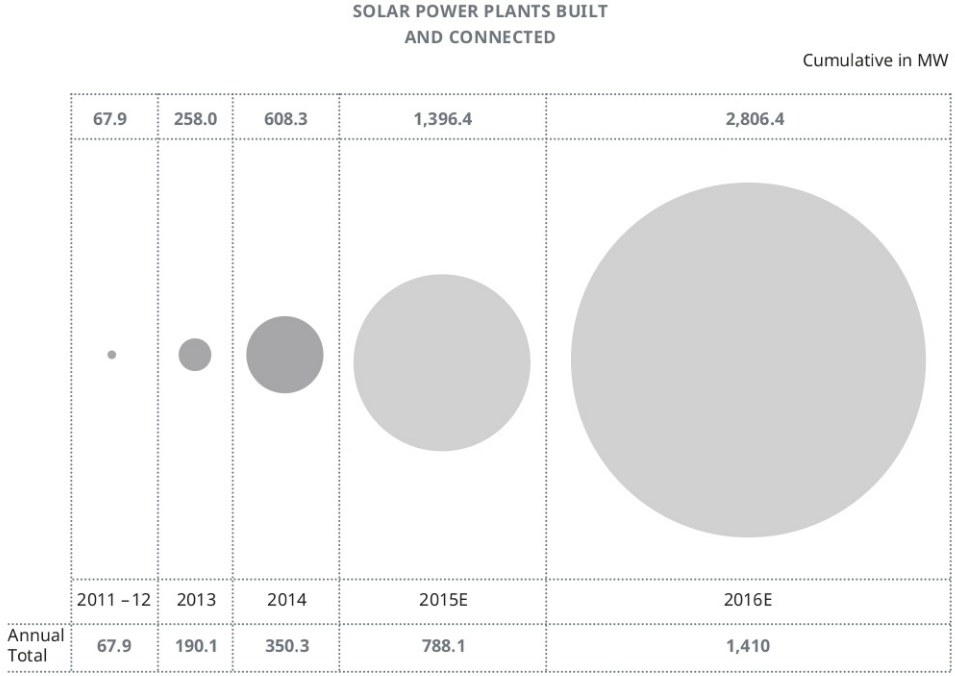 SOLAR POWER PLANTS BUILT
AND CONNECTED
Cumulative in MW
67.9 258.0 608.3 1,396.4 2,806.4
2011 – 12 2013 2014 2015E 2016E
Annual
Total
67.9 190.1 350.3 788.1 1,410